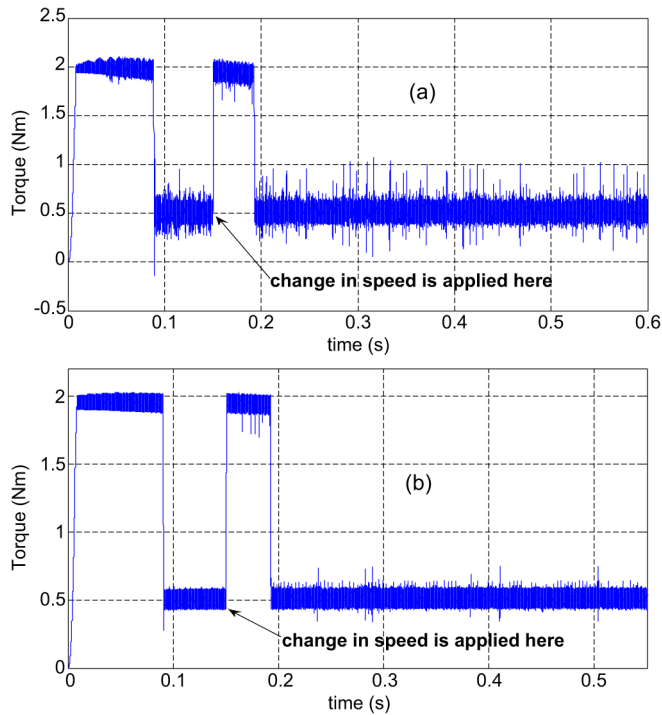 2.5
2
1.5
1
0.5
0
-0.5
Torque (Nm)
(a)
change in speed is applied here
0 0.1 0.2 0.3 0.4 0.5 0.6
time (s)
2
1.5
1
0.5
0
Torque (Nm)
(b)
change in speed is applied here
0 0.1 0.2 0.3 0.4 0.5
time (s)